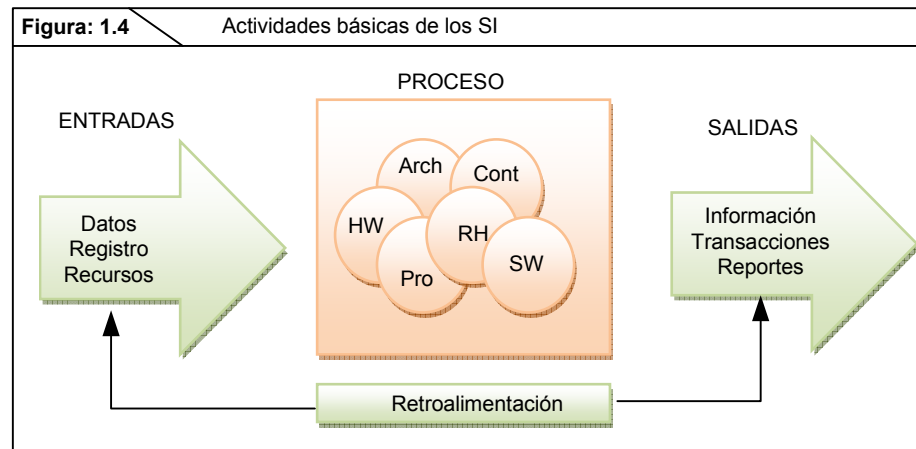 Figura: 1.4 Actividades básicas de los SI
PROCESO
ENTRADAS
SALIDAS
Datos
Registro
Recursos
Arch
Cont
HW
RH
Pro
SW
Información
Transacciones
Reportes
Retroalimentación